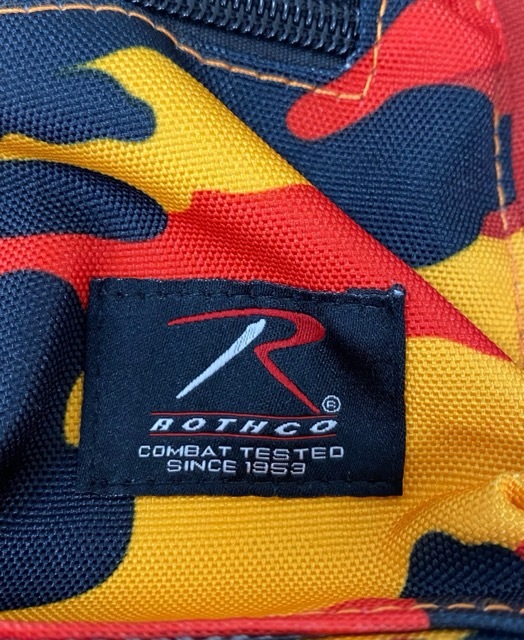 R
®
ROTHCO
COMBAT TESTED
SINCE 1953